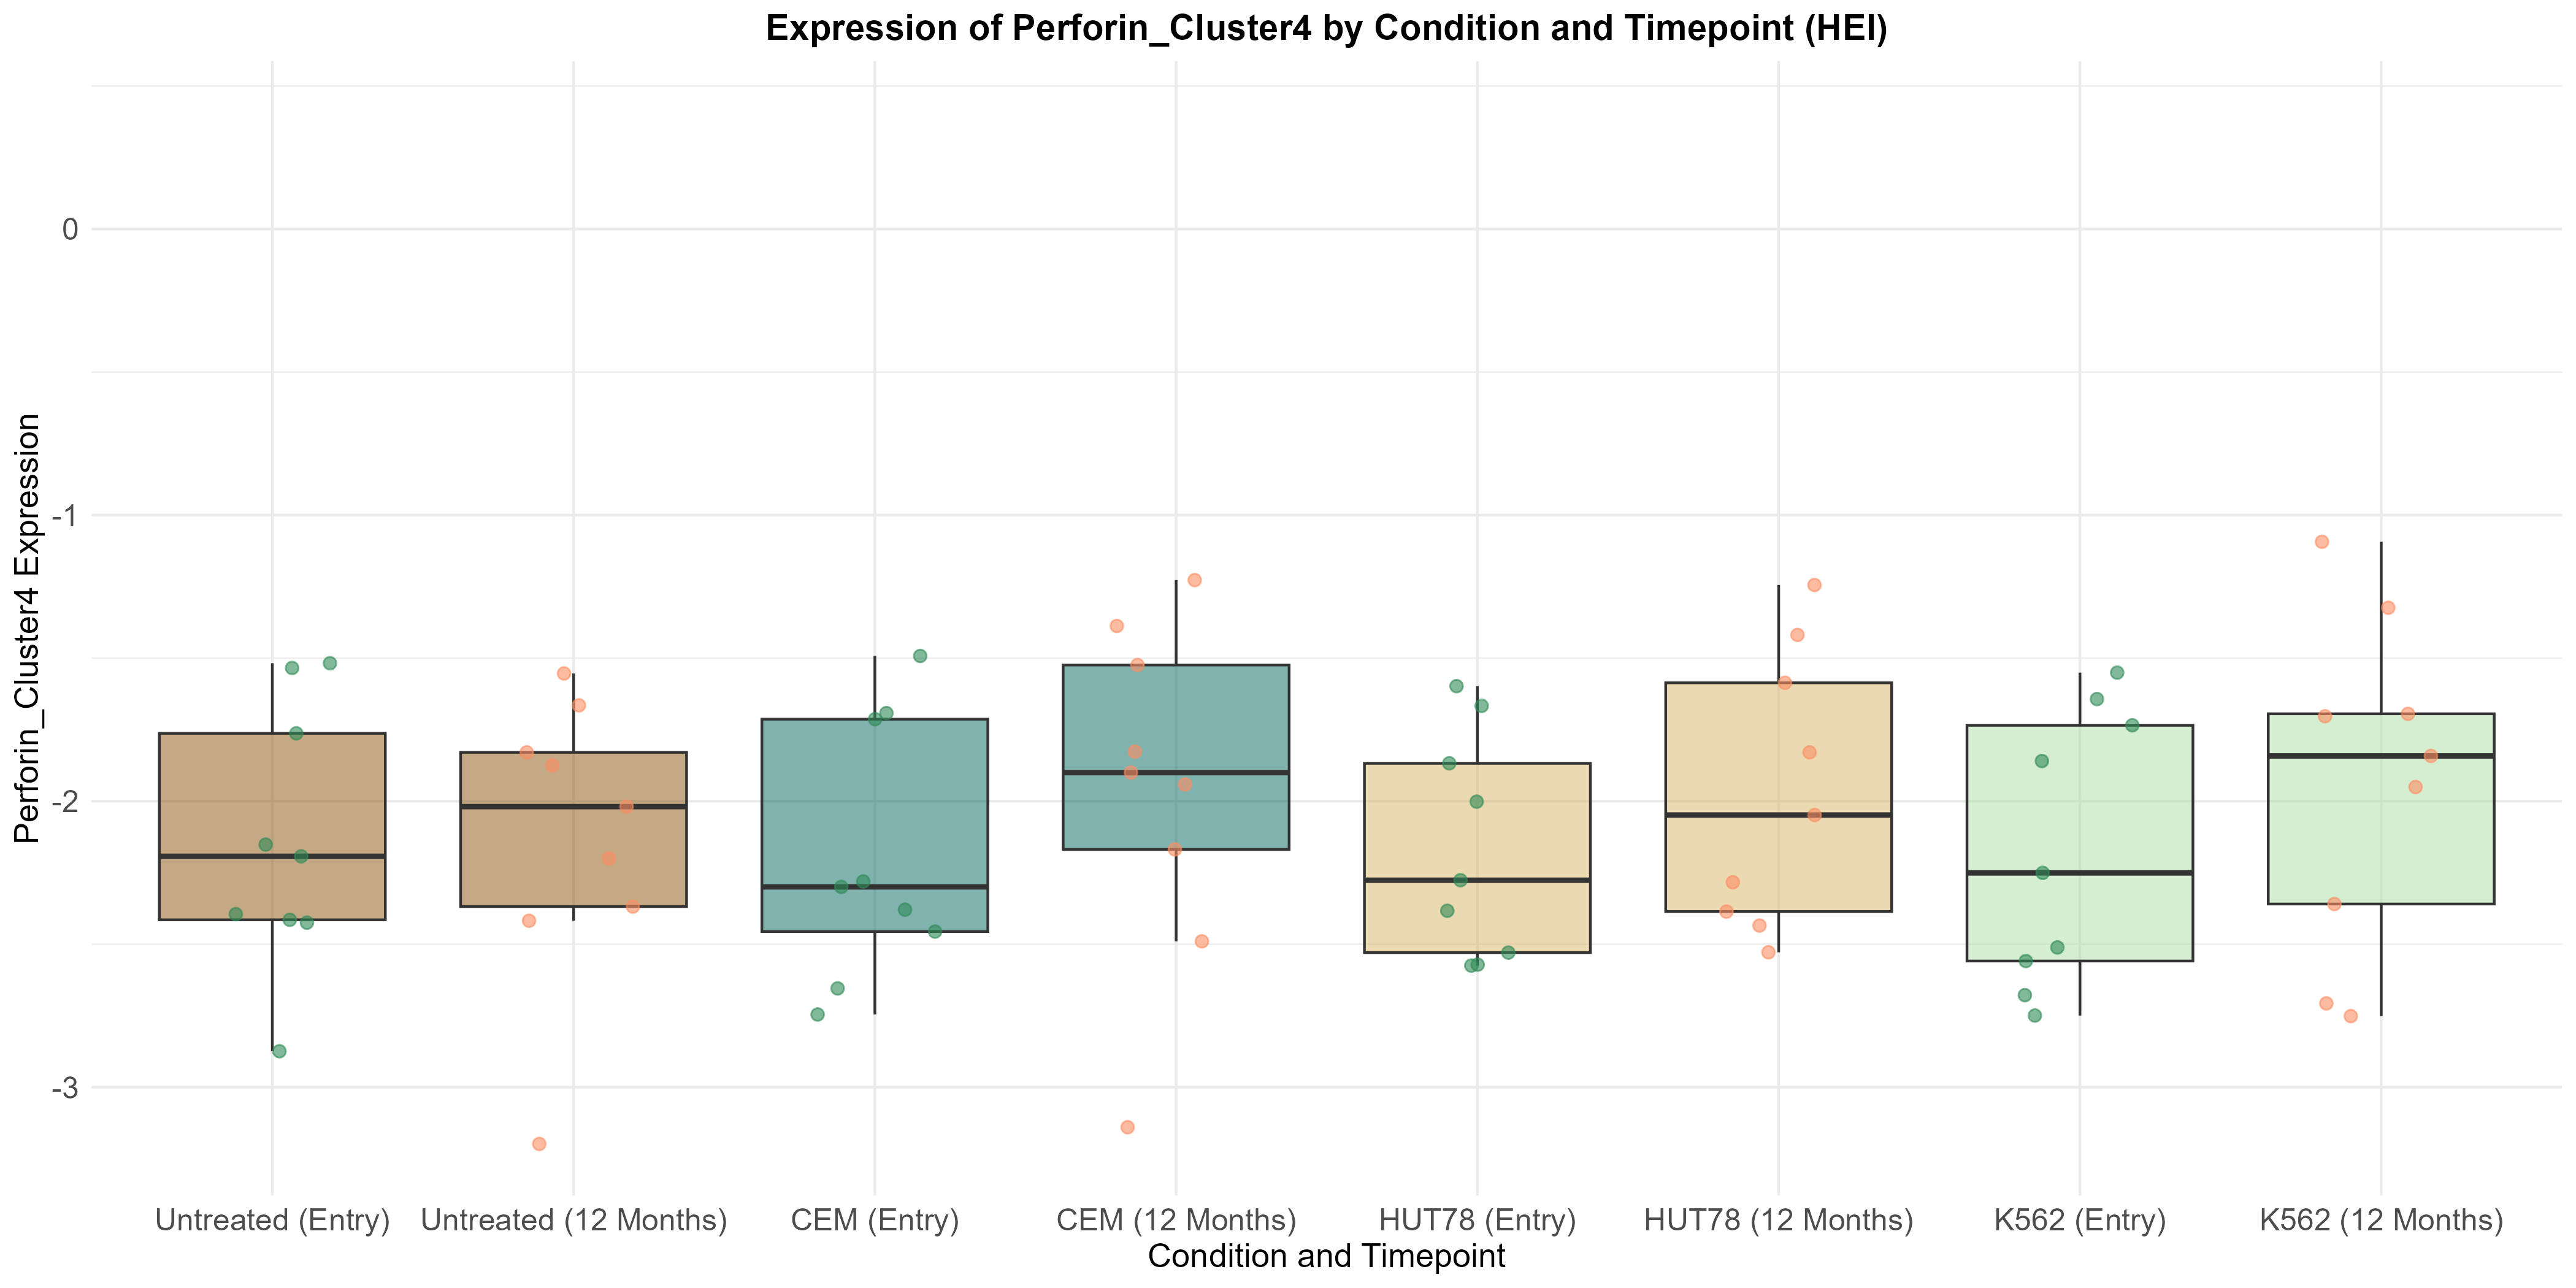 Expression of Perforin_Cluster4 by Condition and Timepoint (HEI)
Perforin_Cluster4 Expression
0
-1
-2
-3
Untreated (Entry)
Untreated (12 Months)
CEM (Entry)
CEM (12 Months)
HUT78 (Entry)
HUT78 (12 Months)
K562 (Entry)
K562 (12 Months)
Condition and Timepoint